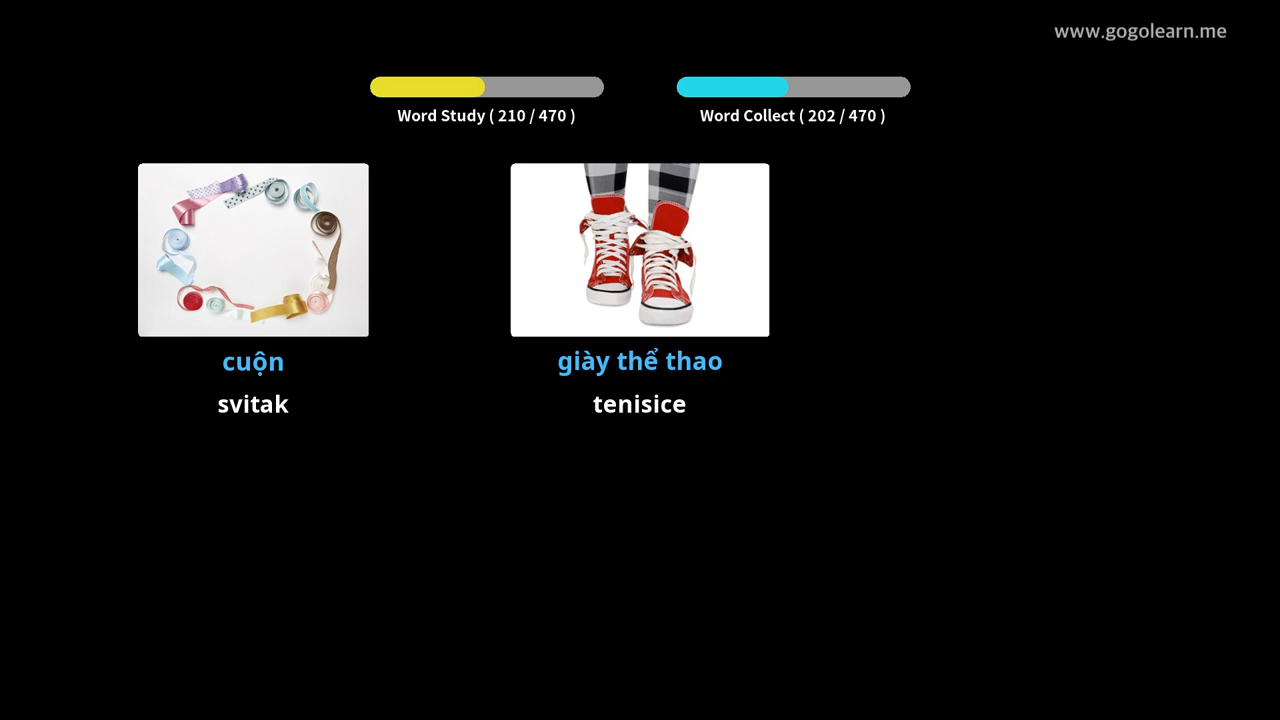 www.gogolearn.me
Word Study ( 210 / 470 )
Word Collect ( 202 / 470 )
cuộn
svitak
giày thể thao
tenisice